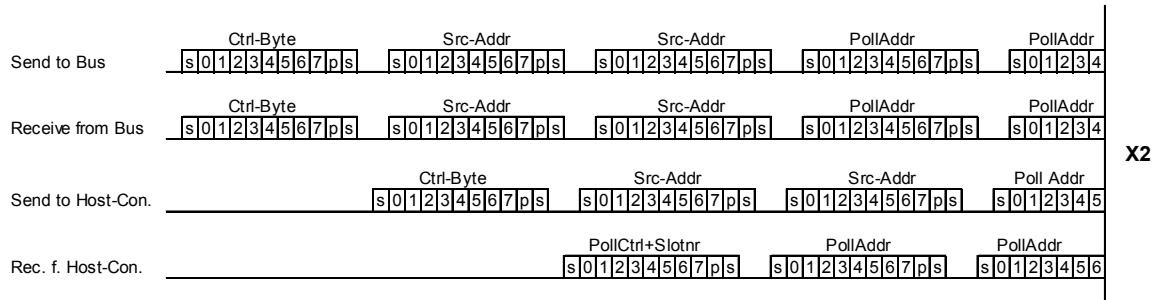 Ctrl-Byte Src-Addr Src-Addr PollAddr PollAddr
Send to Bus s01234567ps s01234567ps s01234567ps s01234567ps s01234
Ctrl-Byte Src-Addr Src-Addr PollAddr PollAddr
Receive from Bus s01234567ps s01234567ps s01234567ps s01234567ps s01234
X2
Ctrl-Byte Src-Addr Src-Addr Poll Addr
Send to Host-Con. s01234567ps s01234567ps s01234567ps s012345
PollCtrl+Slotnr PollAddr PollAddr
Rec. f. Host-Con. s01234567ps s01234567ps s0123456